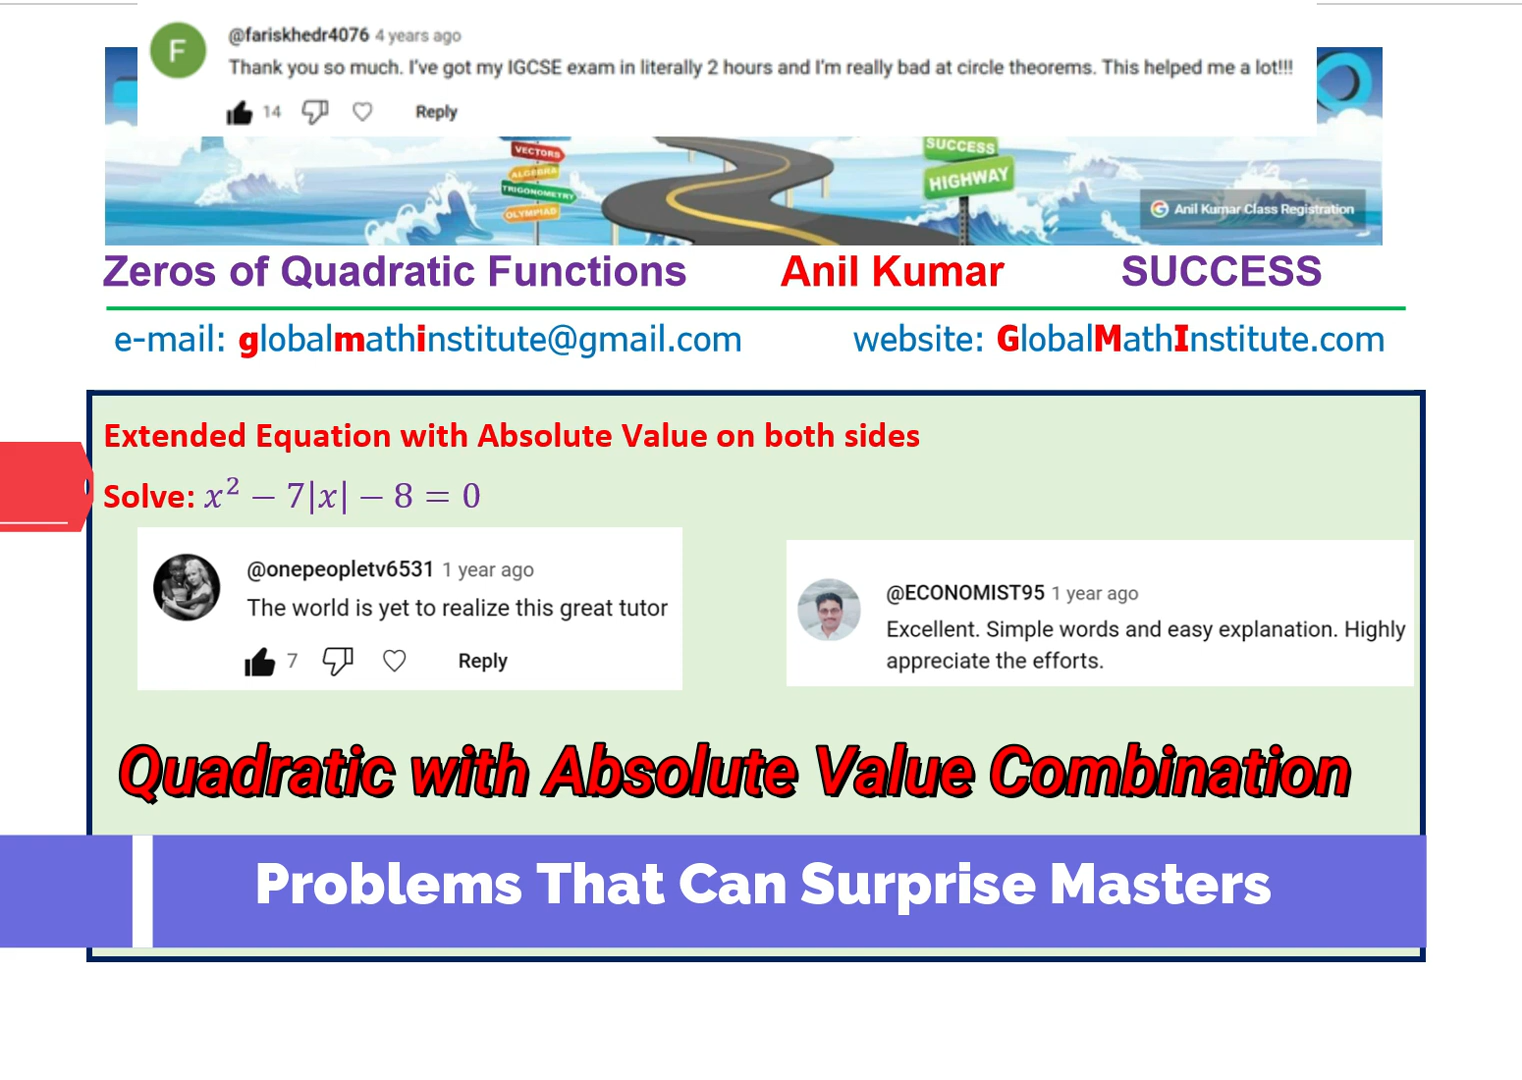 @fariskhedr4076 4 years ago
Thank you so much. I've got my IGCSE exam in literally 2 hours and I'm really bad at circle theorems. This helped me a lot!!!
14 Reply
VECTORS
ALGEBRA
TRIGONOMETRY
OLYMPIAD
SUCCESS
HIGHWAY
Anil Kumar Class Registration
Zeros of Quadratic Functions Anil Kumar SUCCESS
e-mail: globalmathinstitute@gmail.com website: GlobalMathInstitute.com
Extended Equation with Absolute Value on both sides
Solve: x² − 7|x| − 8 = 0
@onepeopletv6531 1 year ago
The world is yet to realize this great tutor
7 Reply
@ECONOMIST95 1 year ago
Excellent. Simple words and easy explanation. Highly
appreciate the efforts.
Quadratic with Absolute Value Combination
Problems That Can Surprise Masters